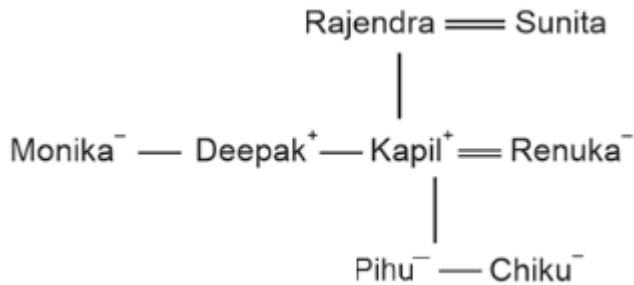 Rajendra ══ Sunita
Monika⁻ — Deepak⁺ — Kapil⁺ ══ Renuka⁻
Pihu⁻ — Chiku⁻